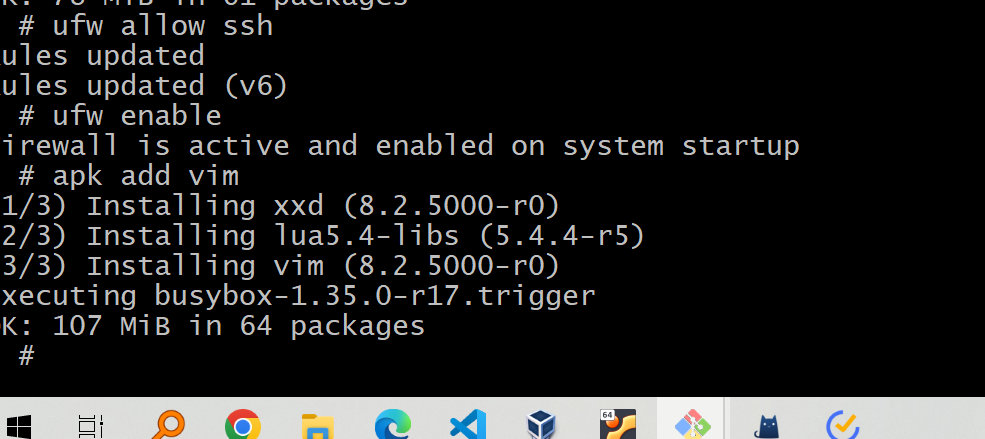 K: 76 MiB in 61 packages
# ufw allow ssh
ules updated
ules updated (v6)
# ufw enable
irewall is active and enabled on system startup
# apk add vim
1/3) Installing xxd (8.2.5000-r0)
2/3) Installing lua5.4-libs (5.4.4-r5)
3/3) Installing vim (8.2.5000-r0)
xecuting busybox-1.35.0-r17.trigger
K: 107 MiB in 64 packages
#
64